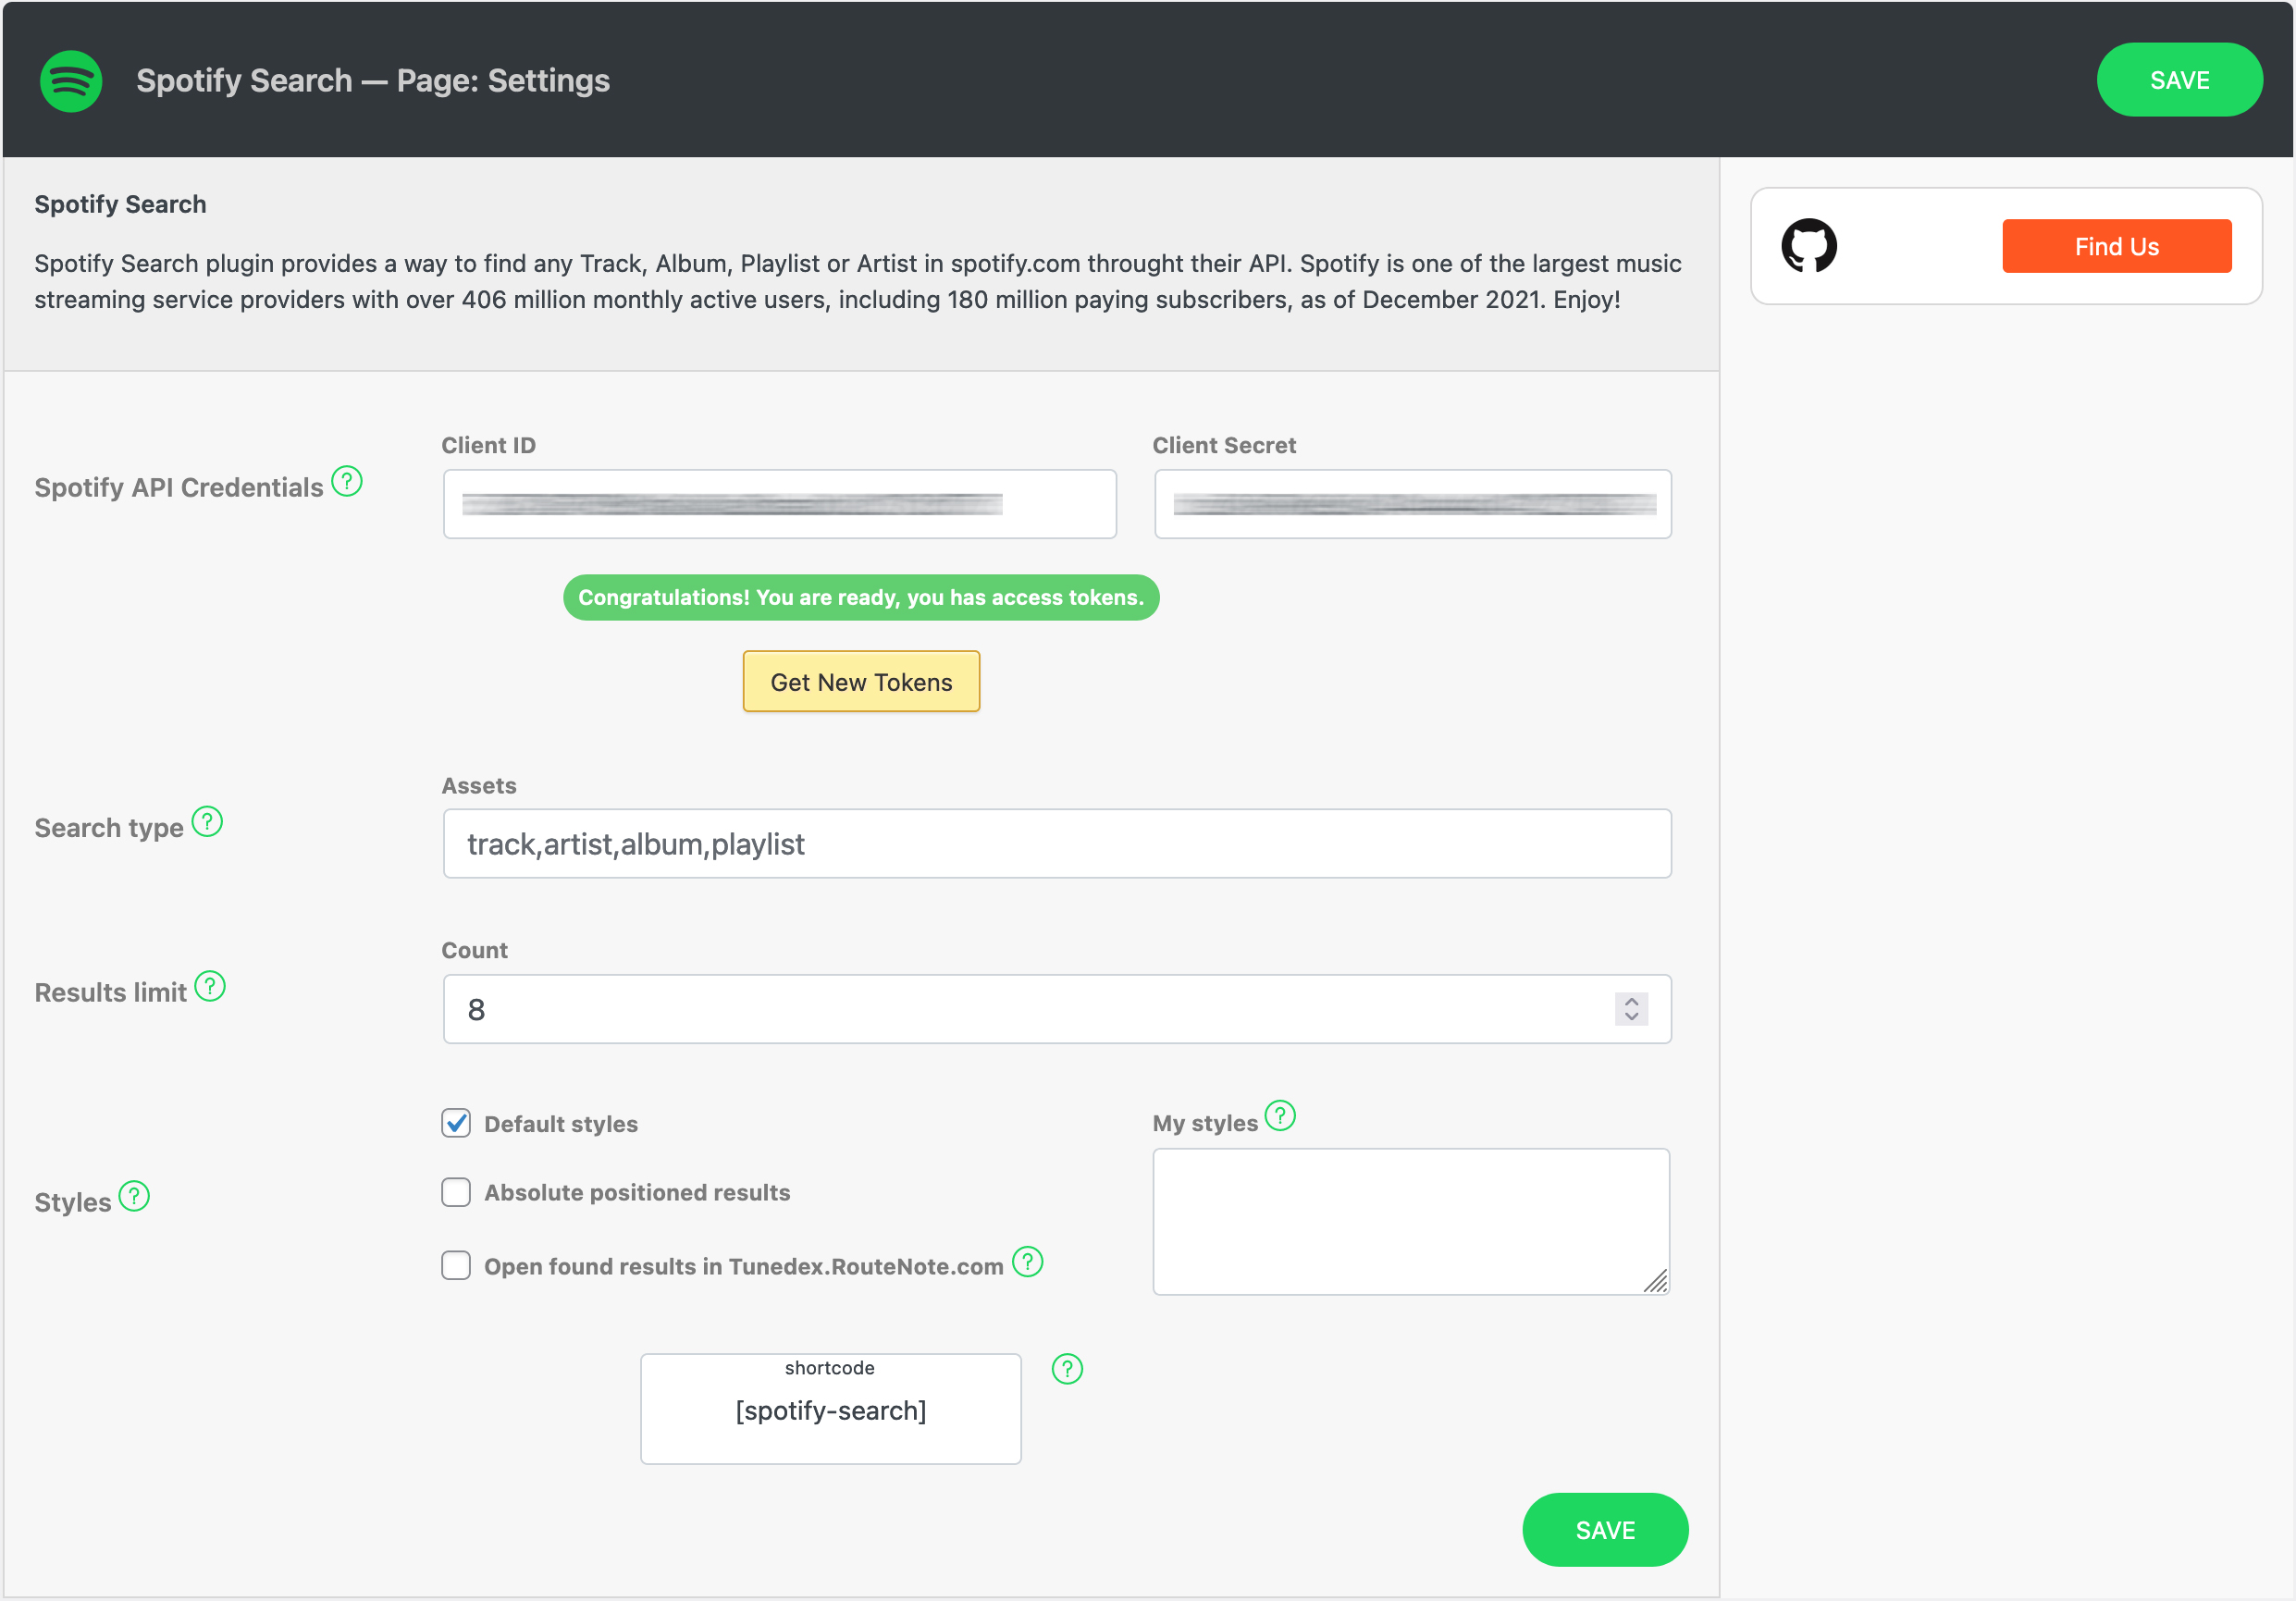 Spotify Search — Page: Settings
SAVE
Spotify Search
Spotify Search plugin provides a way to find any Track, Album, Playlist or Artist in spotify.com throught their API. Spotify is one of the largest music
streaming service providers with over 406 million monthly active users, including 180 million paying subscribers, as of December 2021. Enjoy!
Find Us
Spotify API Credentials ?
Client ID
Client Secret
Congratulations! You are ready, you has access tokens.
Get New Tokens
Search type ?
Assets
track,artist,album,playlist
Results limit ?
Count
8
Styles ?
Default styles
Absolute positioned results
Open found results in Tunedex.RouteNote.com ?
My styles ?
shortcode
[spotify-search]
?
SAVE